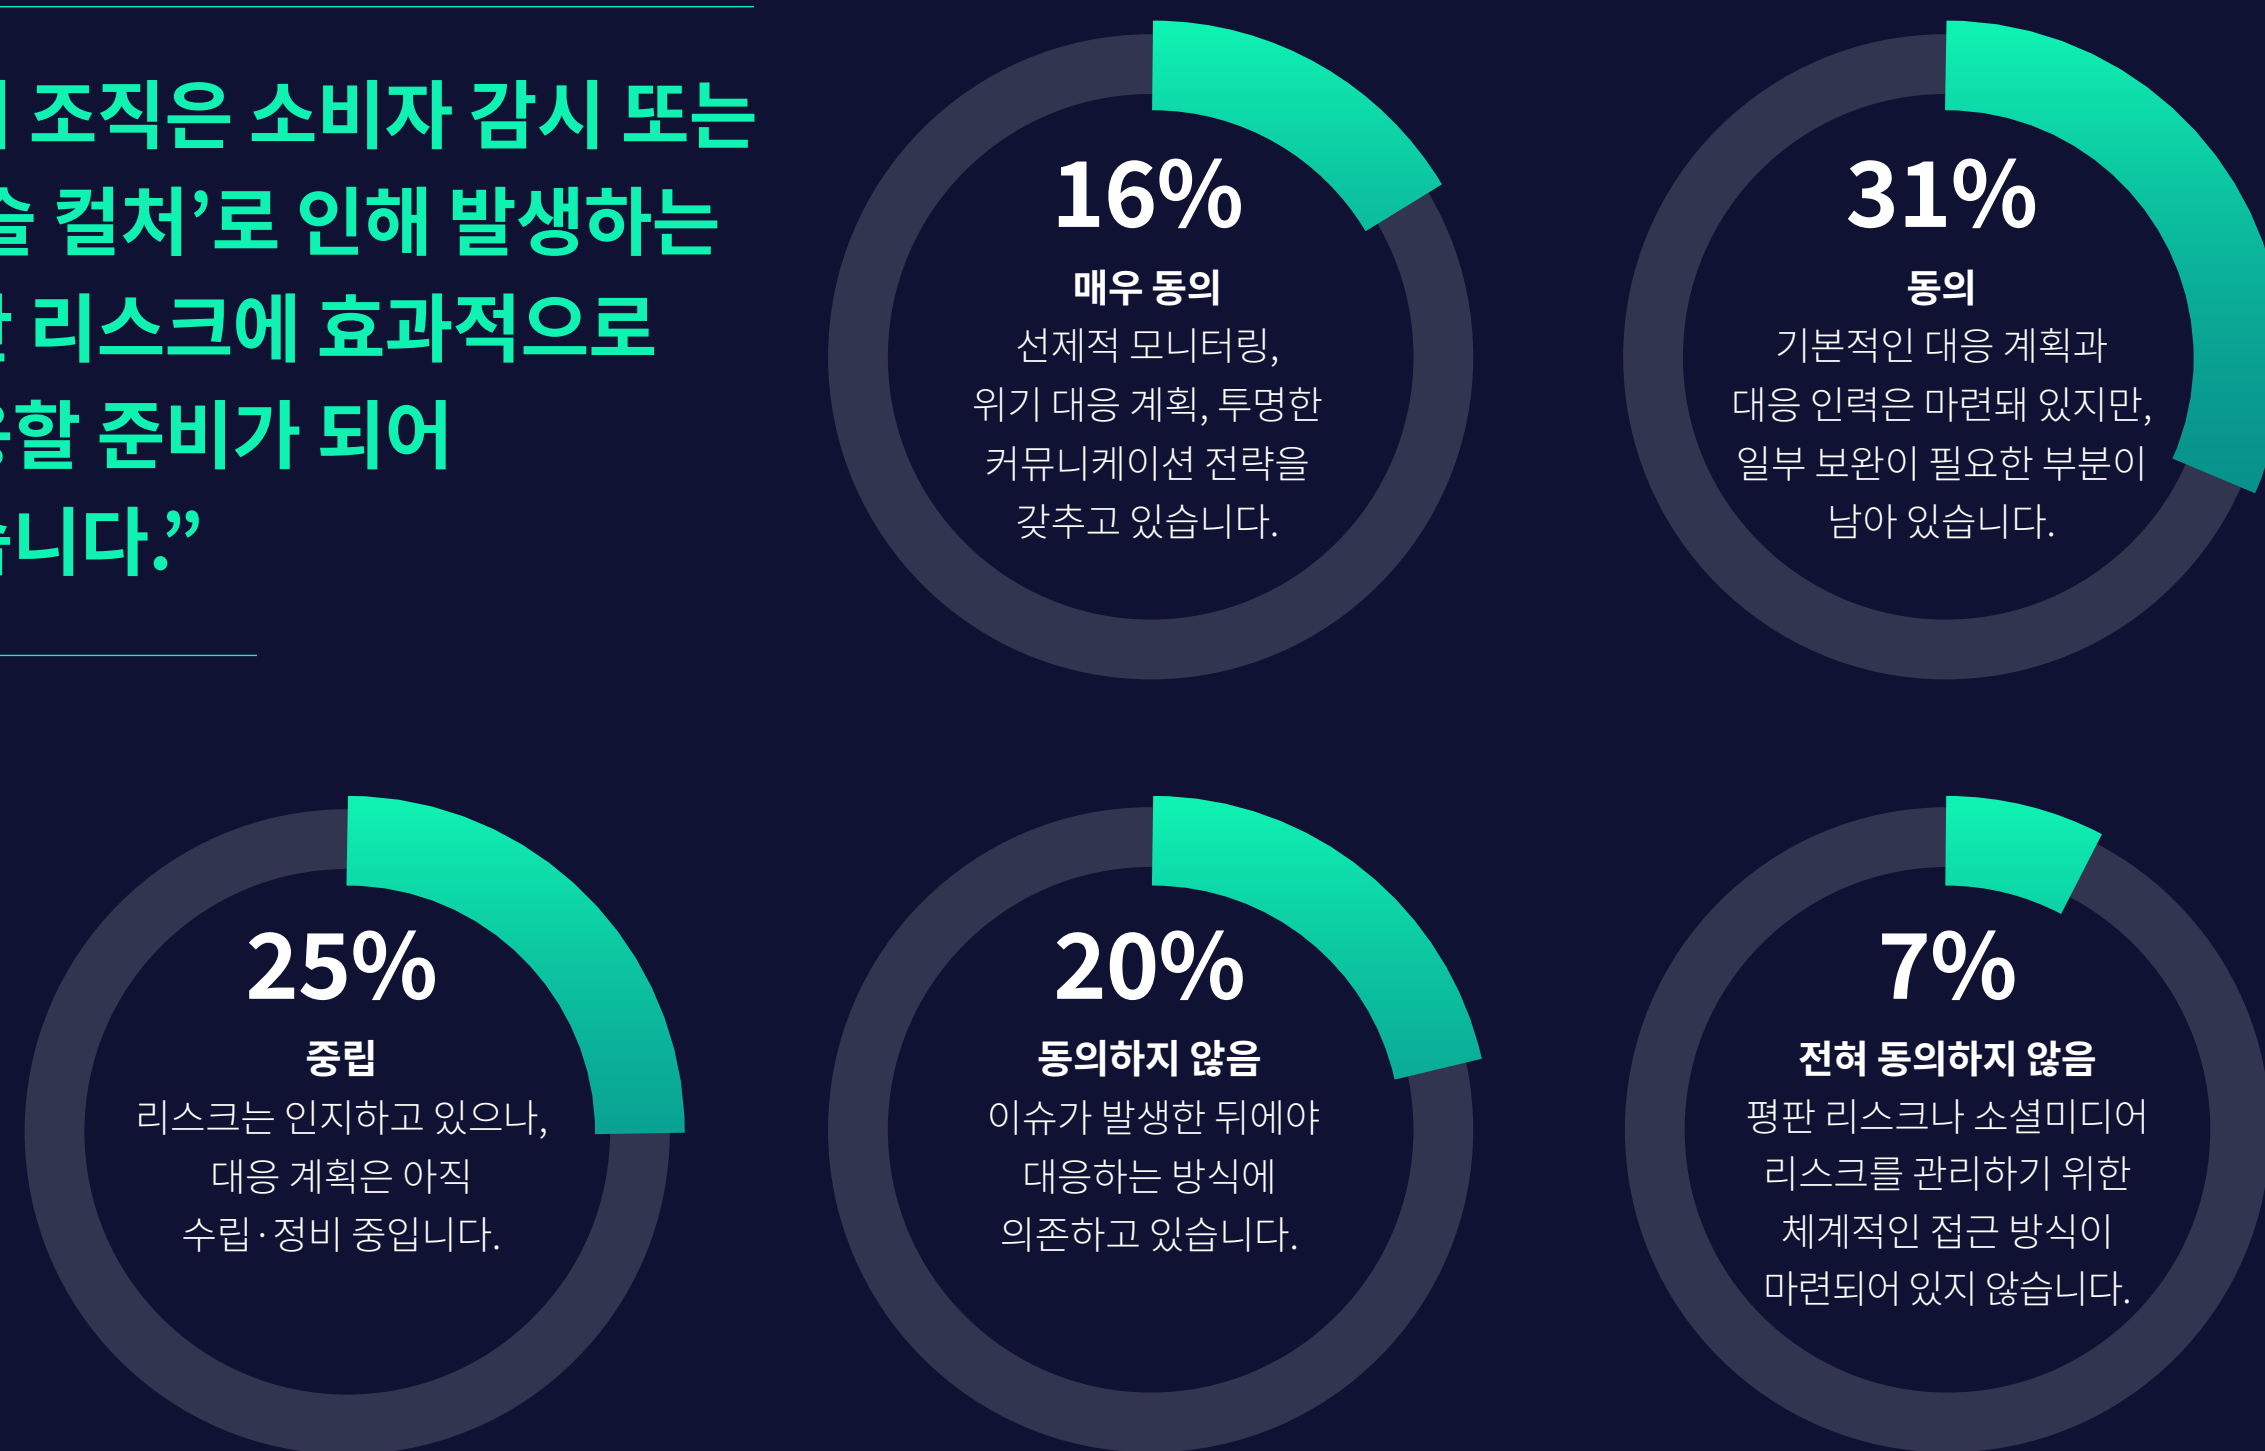 조직은 소비자 감시 또는
컬처’로 인해 발생하는
리스크에 효과적으로
준비가 되어
16%
매우 동의
선제적 모니터링,
위기 대응 계획, 투명한
커뮤니케이션 전략을
갖추고 있습니다.
31%
동의
기본적인 대응 계획과
대응 인력은 마련돼 있지만,
일부 보완이 필요한 부분이
남아 있습니다.
25%
중립
리스크는 인지하고 있으나,
대응 계획은 아직
수립·정비 중입니다.
20%
동의하지 않음
이슈가 발생한 뒤에야
대응하는 방식에
의존하고 있습니다.
7%
전혀 동의하지 않음
평판 리스크나 소셜미디어
리스크를 관리하기 위한
체계적인 접근 방식이
마련되어 있지 않습니다.